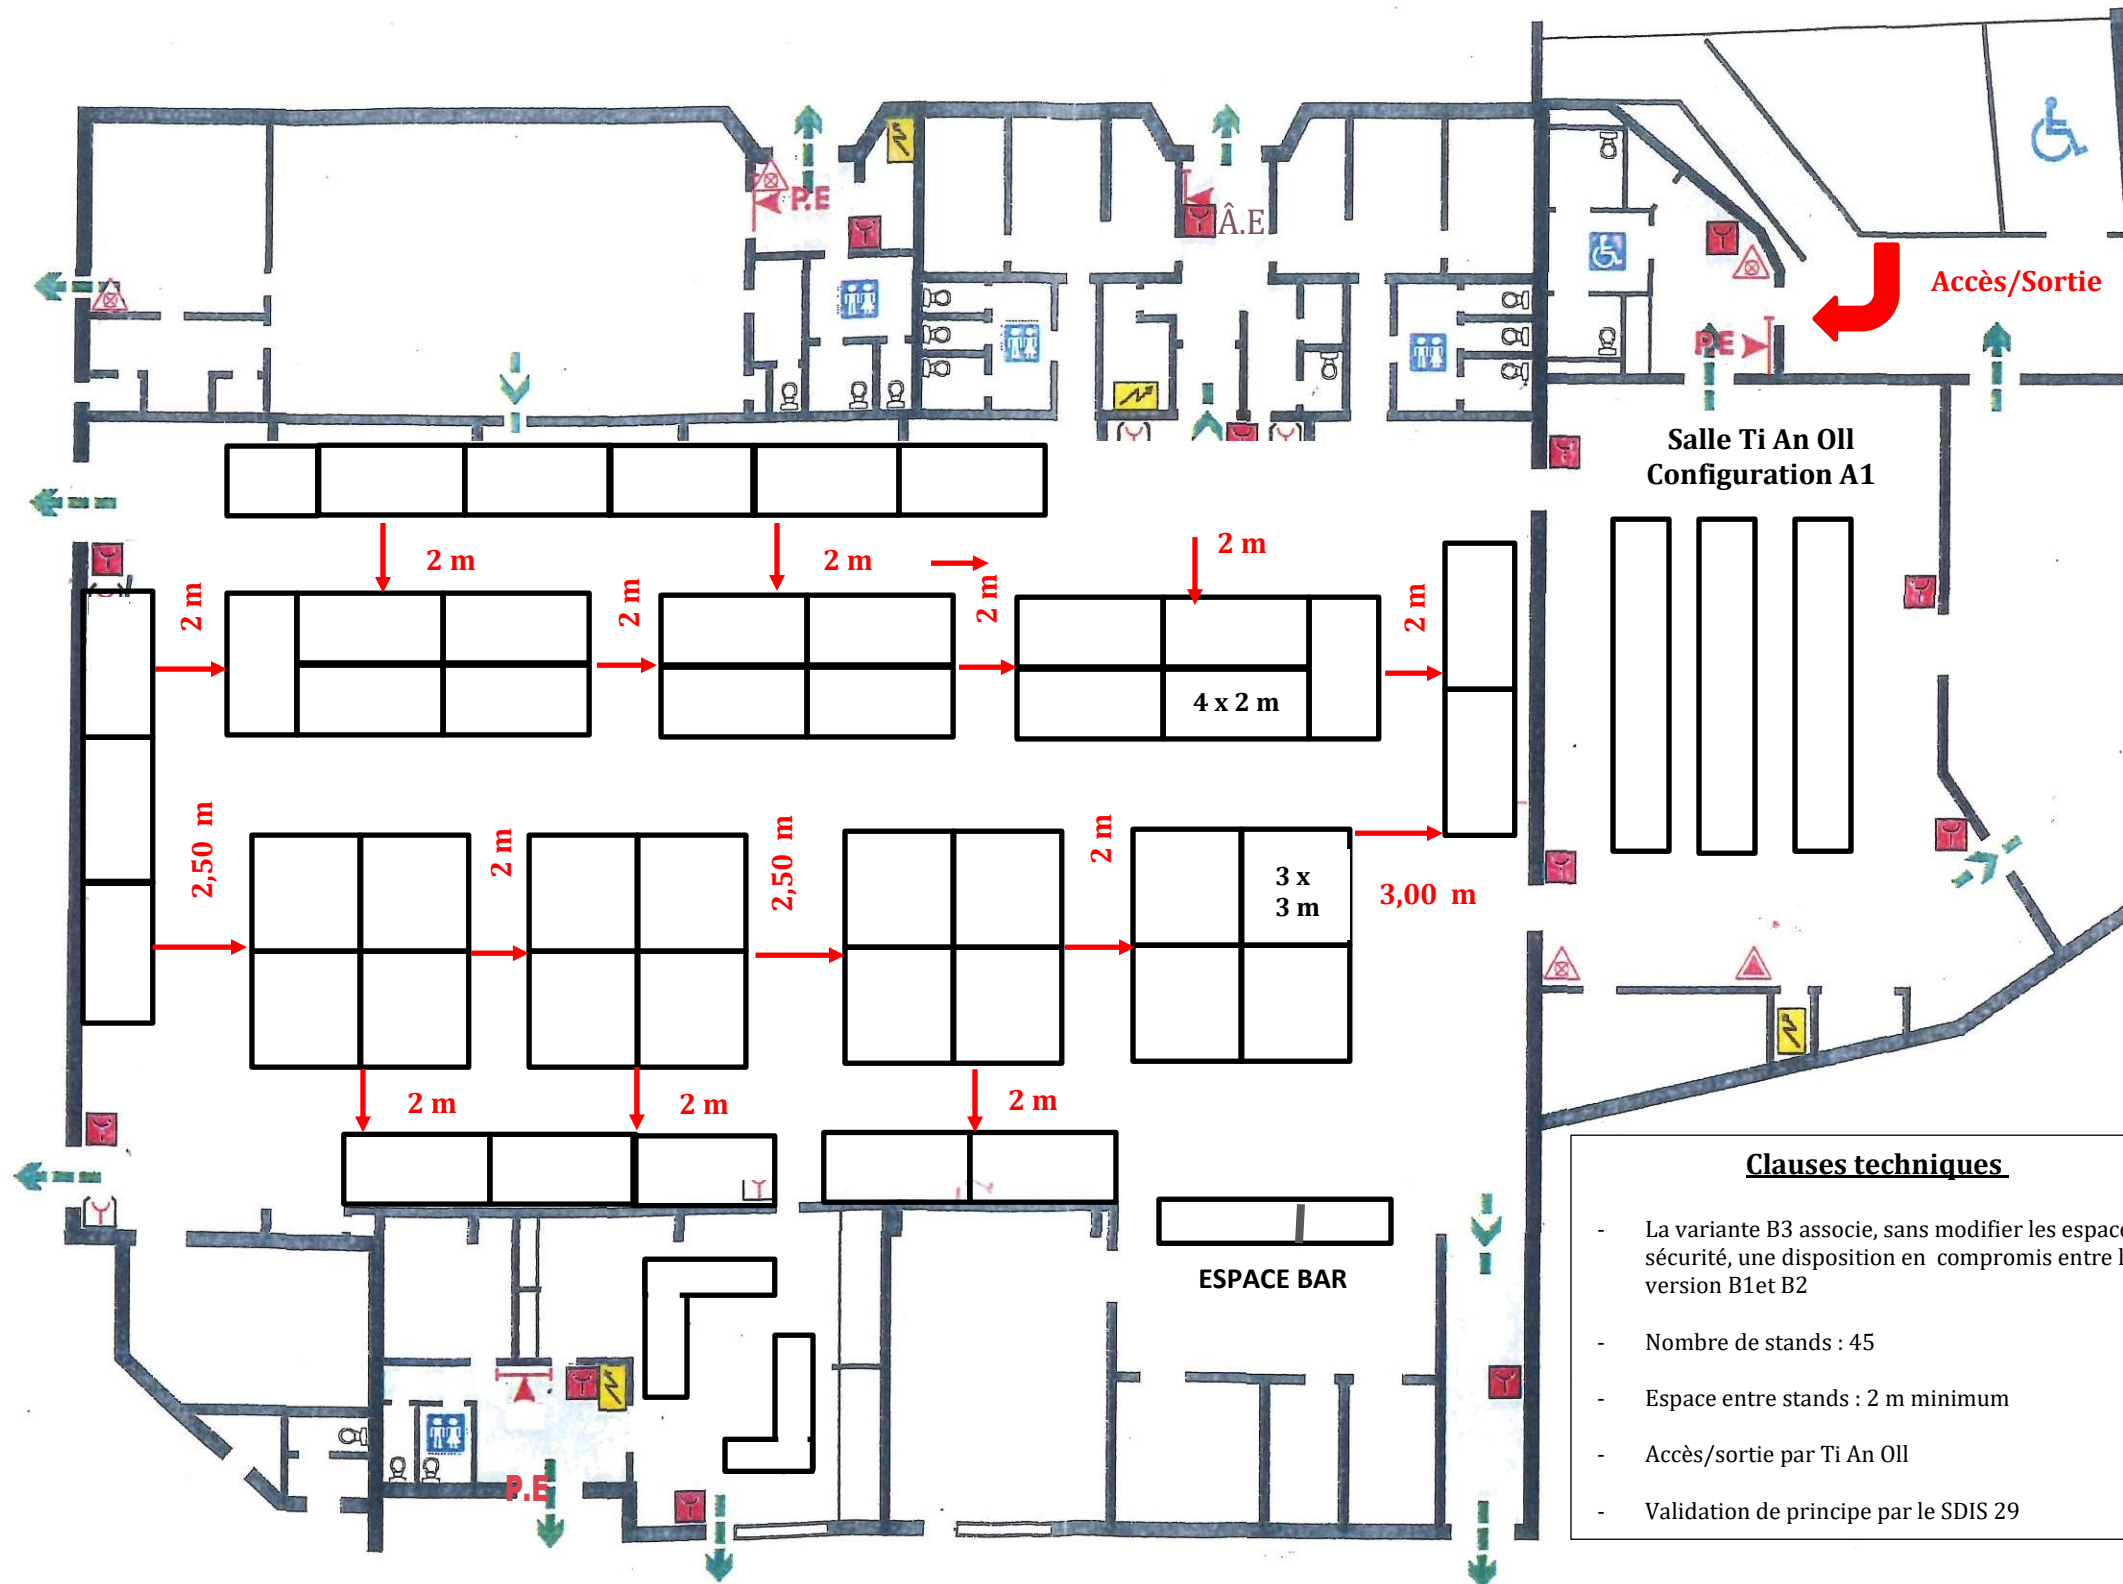 P.E
Â.E
Accès/Sortie
P.E
Salle Ti An Oll
Configuration A1
2 m
2 m
2 m
2 m
2 m
2 m
2 m
4 x 2 m
2,50 m
2 m
2,50 m
2 m
3 x
3 m
3,00 m
2 m
2 m
2 m
ESPACE BAR
P.E
Clauses techniques
- La variante B3 associe, sans modifier les espace
sécurité, une disposition en compromis entre l
version B1et B2
- Nombre de stands : 45
- Espace entre stands : 2 m minimum
- Accès/sortie par Ti An Oll
- Validation de principe par le SDIS 29